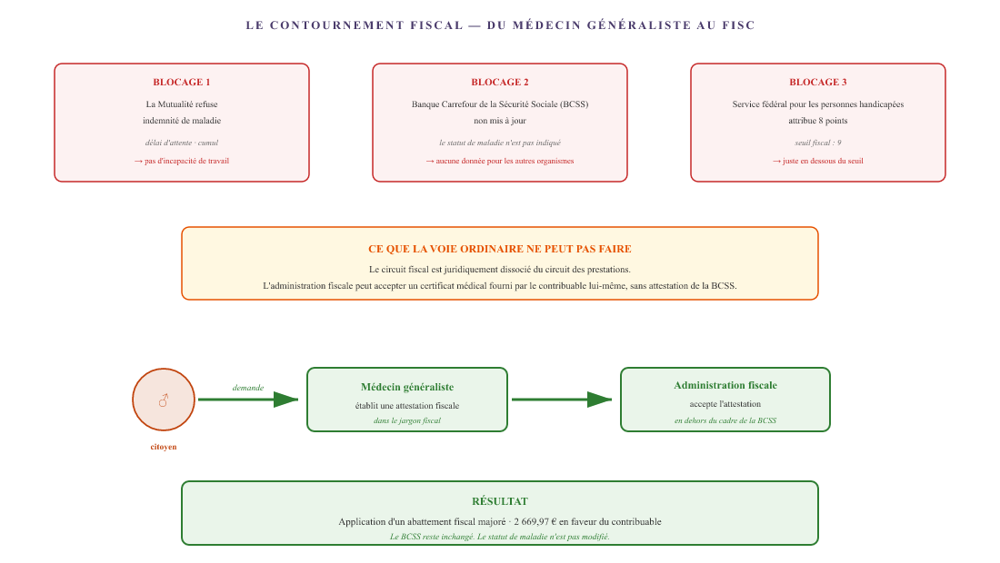 LE CONTOURNEMENT FISCAL — DU MÉDECIN GÉNÉRALISTE AU FISC
BLOCAGE 1
La Mutualité refuse
indemnité de maladie
délai d'attente · cumul
→ pas d'incapacité de travail
BLOCAGE 2
Banque Carrefour de la Sécurité Sociale (BCSS)
non mis à jour
le statut de maladie n'est pas indiqué
→ aucune donnée pour les autres organismes
BLOCAGE 3
Service fédéral pour les personnes handicapées
attribue 8 points
seuil fiscal : 9
→ juste en dessous du seuil
CE QUE LA VOIE ORDINAIRE NE PEUT PAS FAIRE
Le circuit fiscal est juridiquement dissocié du circuit des prestations.
L'administration fiscale peut accepter un certificat médical fourni par le contribuable lui-même, sans attestation de la BCSS.
♂
citoyen
demande
Médecin généraliste
établit une attestation fiscale
dans le jargon fiscal
Administration fiscale
accepte l'attestation
en dehors du cadre de la BCSS
RÉSULTAT
Application d'un abattement fiscal majoré · 2 669,97 € en faveur du contribuable
Le BCSS reste inchangé. Le statut de maladie n'est pas modifié.